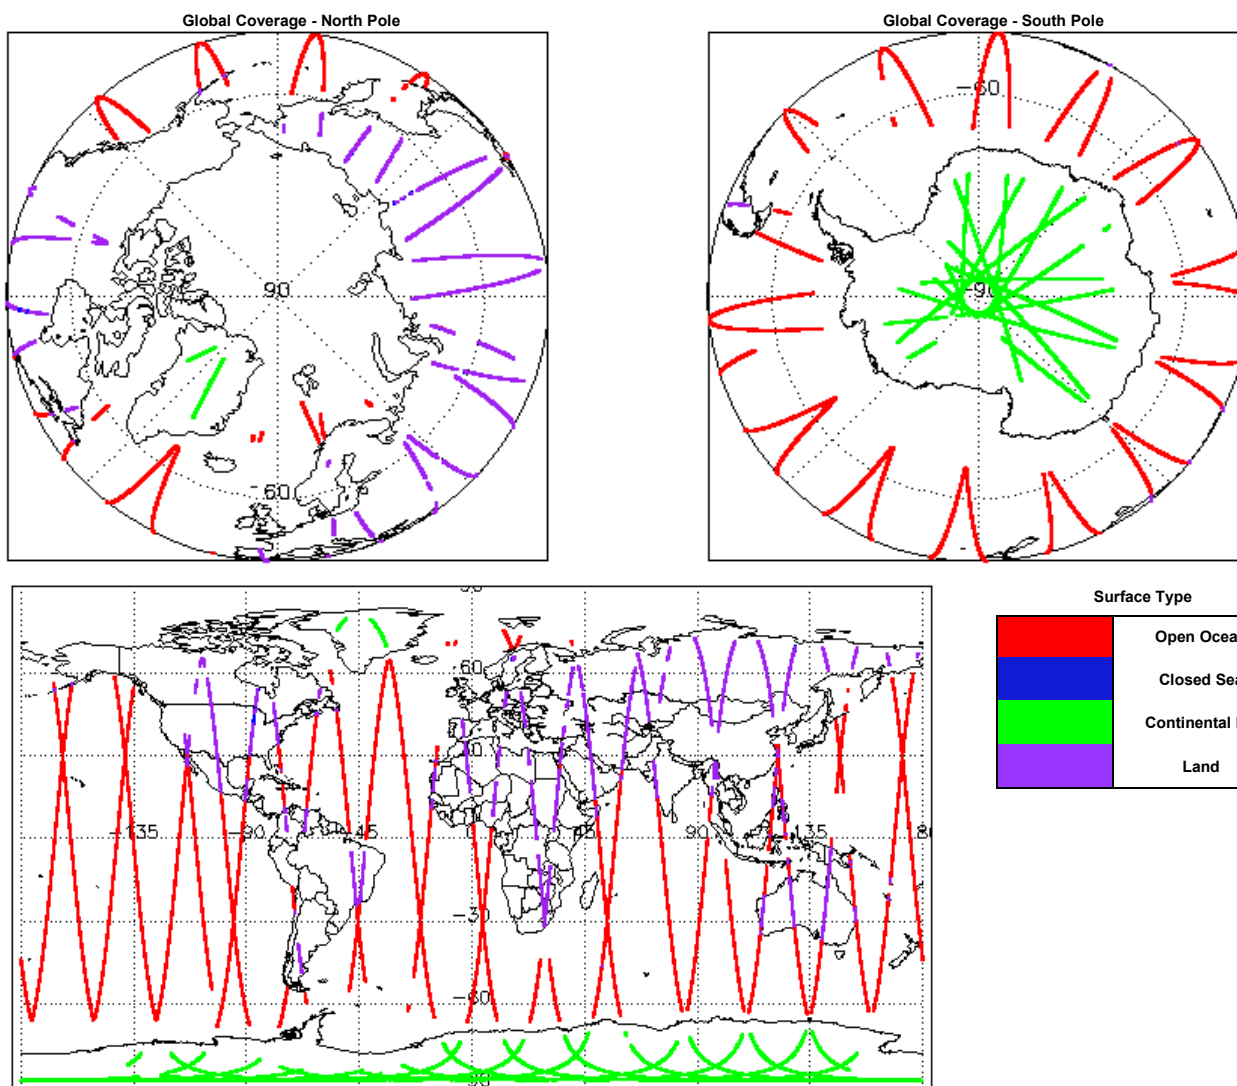 Global Coverage - North Pole
Global Coverage - South Pole
90
-60
-60
-90
Surface Type
Open Ocea
Closed Sea
Continental I
Land
-135 -90 -45 0 45 90 135
-30
-60